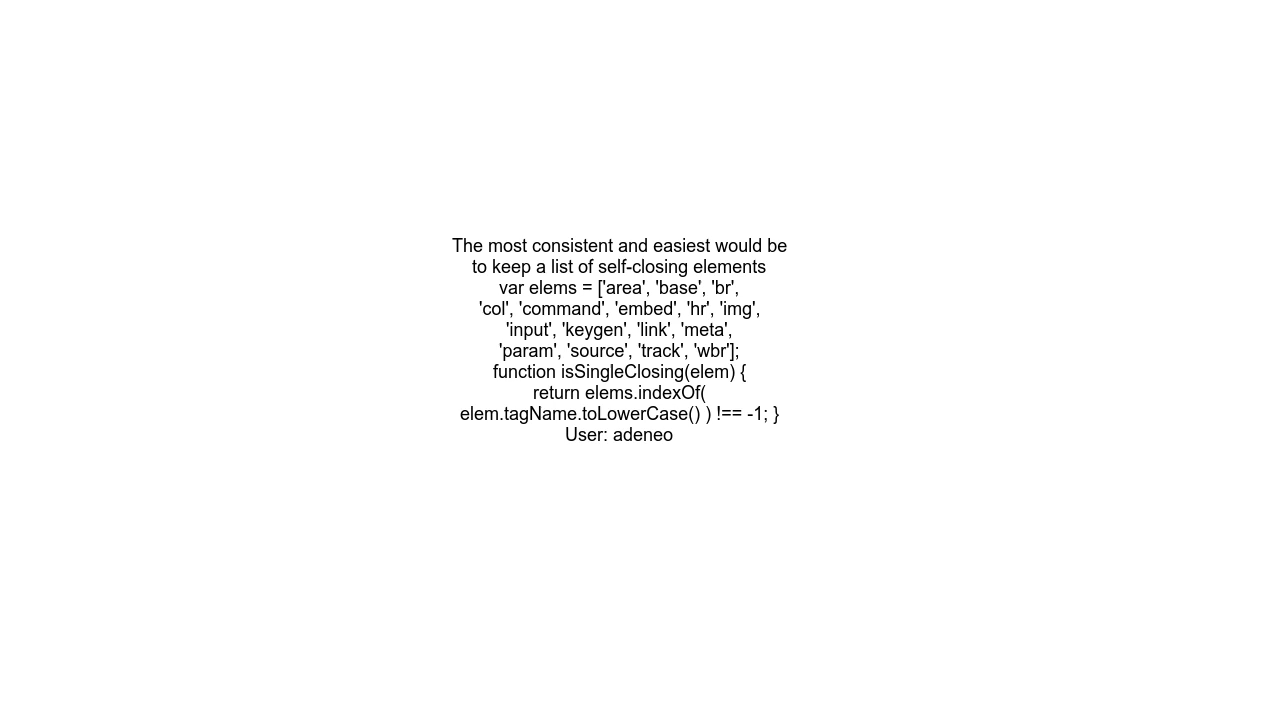 The most consistent and easiest would be
to keep a list of self-closing elements
var elems = ['area', 'base', 'br',
'col', 'command', 'embed', 'hr', 'img',
'input', 'keygen', 'link', 'meta',
'param', 'source', 'track', 'wbr'];
function isSingleClosing(elem) {
return elems.indexOf(
elem.tagName.toLowerCase() ) !== -1; }
User: adeneo